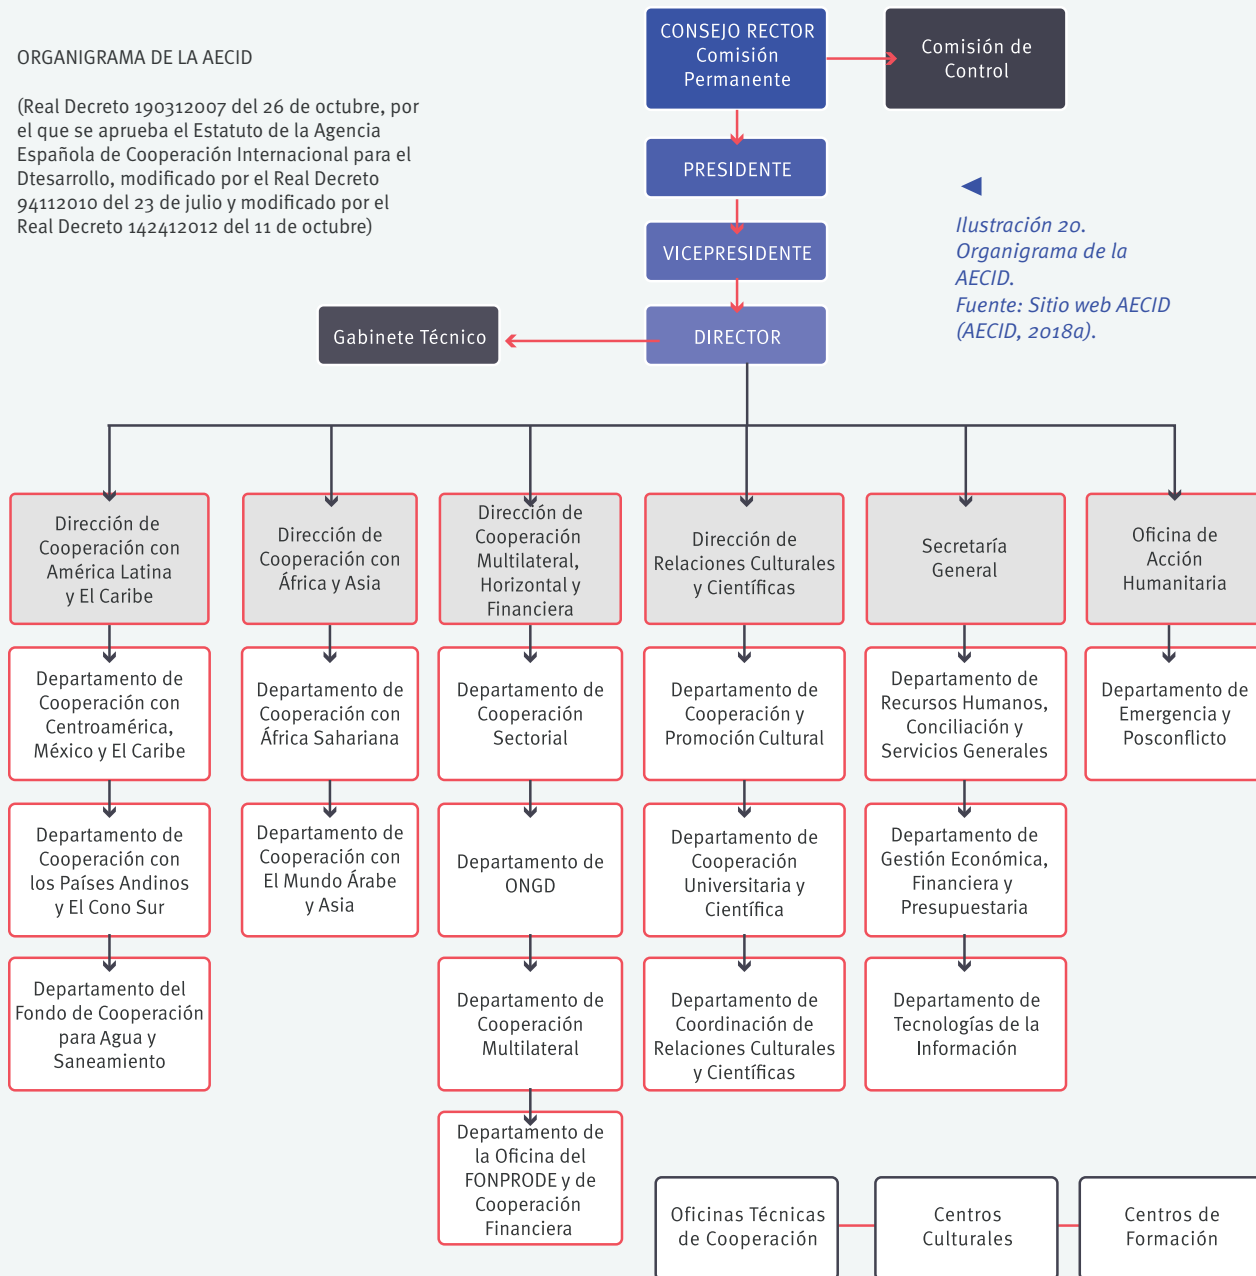 ORGANIGRAMA DE LA AECID
(Real Decreto 190312007 del 26 de octubre, por
el que se aprueba el Estatuto de la Agencia
Española de Cooperación Internacional para el
Dtesarrollo, modificado por el Real Decreto
94112010 del 23 de julio y modificado por el
Real Decreto 142412012 del 11 de octubre)
CONSEJO RECTOR
Comisión
Permanente
Comisión de
Control
PRESIDENTE
VICEPRESIDENTE
DIRECTOR
Gabinete Técnico
Ilustración 20.
Organigrama de la
AECID.
Fuente: Sitio web AECID
(AECID, 2018a).
Dirección de
Cooperación con
América Latina
y El Caribe
Dirección de
Cooperación con
África y Asia
Dirección de
Cooperación
Multilateral,
Horizontal y
Financiera
Dirección de
Relaciones Culturales
y Científicas
Secretaría
General
Oficina de
Acción
Humanitaria
Departamento de
Cooperación con
Centroamérica,
México y El Caribe
Departamento de
Cooperación con
África Sahariana
Departamento de
Cooperación
Sectorial
Departamento de
Cooperación y
Promoción Cultural
Departamento de
Recursos Humanos,
Conciliación y
Servicios Generales
Departamento de
Emergencia y
Posconflicto
Departamento de
Cooperación con
los Países Andinos
y El Cono Sur
Departamento de
Cooperación con
El Mundo Árabe
y Asia
Departamento de
ONGD
Departamento de
Cooperación
Universitaria y
Científica
Departamento de
Gestión Económica,
Financiera y
Presupuestaria
Departamento del
Fondo de Cooperación
para Agua y
Saneamiento
Departamento de
Cooperación
Multilateral
Departamento de
Coordinación de
Relaciones Culturales
y Científicas
Departamento de
Tecnologías de la
Información
Departamento de
la Oficina del
FONPRODE y de
Cooperación
Financiera
Oficinas Técnicas
de Cooperación
Centros
Culturales
Centros de
Formación